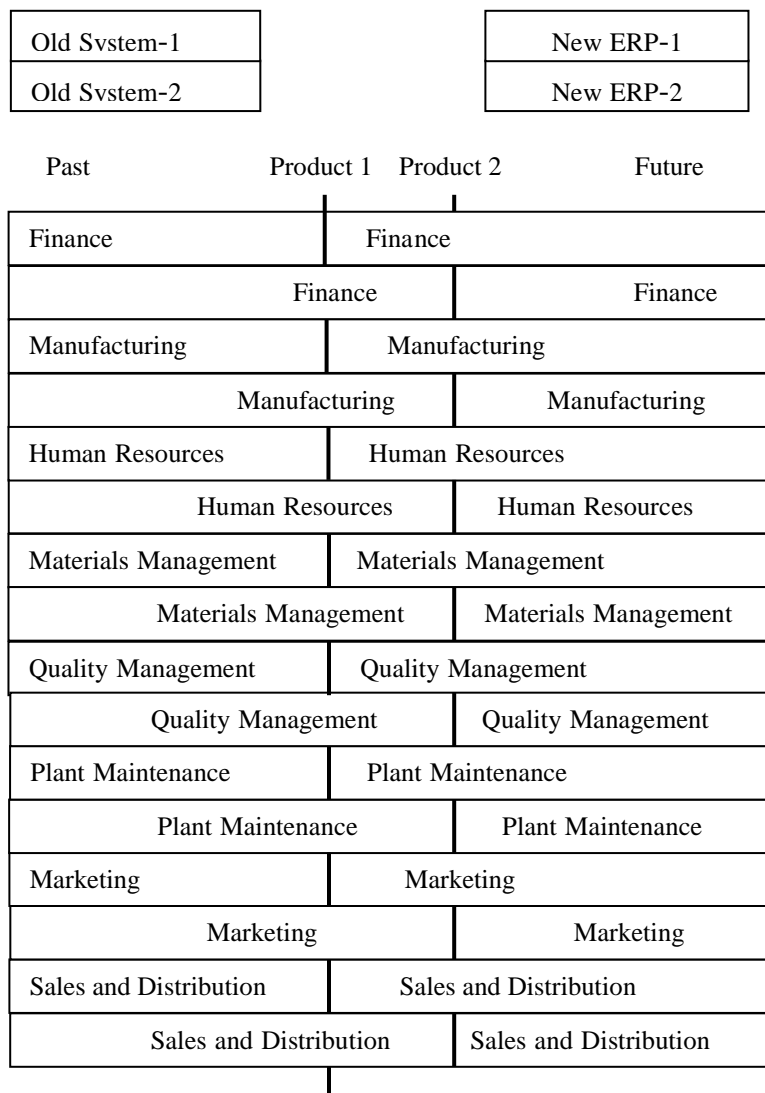 Old Svstem-1 New ERP-1
Old Svstem-2 New ERP-2
Past Product 1 Product 2 Future
Finance Finance
Finance Finance
Manufacturing Manufacturing
Manufacturing Manufacturing
Human Resources Human Resources
Human Resources Human Resources
Materials Management Materials Management
Materials Management Materials Management
Quality Management Quality Management
Quality Management Quality Management
Plant Maintenance Plant Maintenance
Plant Maintenance Plant Maintenance
Marketing Marketing
Marketing Marketing
Sales and Distribution Sales and Distribution
Sales and Distribution Sales and Distribution